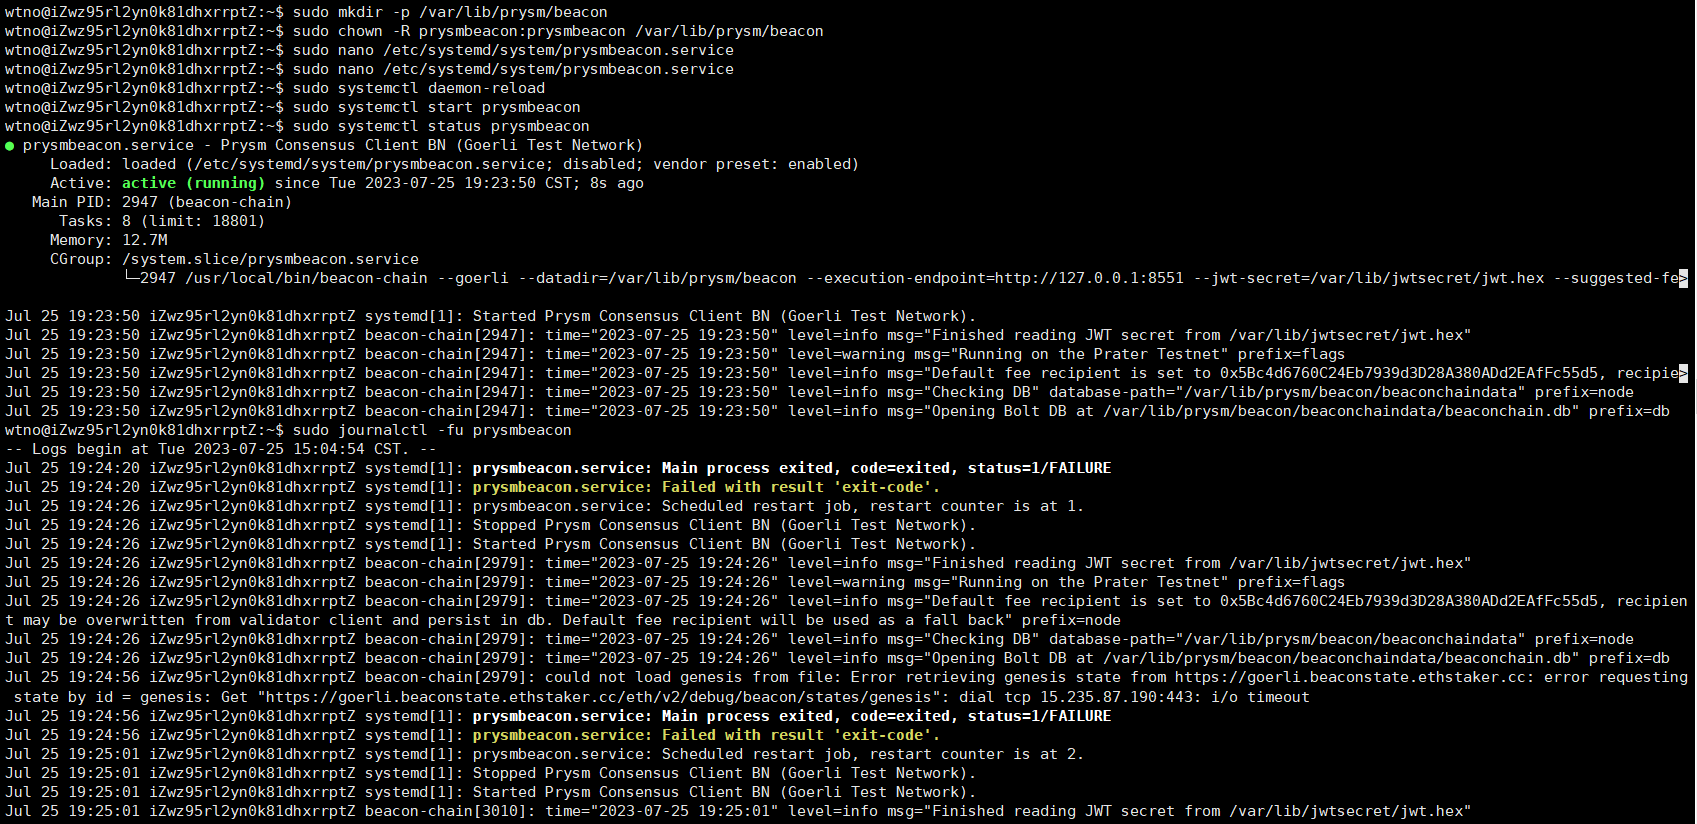 wtno@iZwz95rl2yn0k81dhxrrptZ:~$ sudo mkdir -p /var/lib/prysm/beacon
wtno@iZwz95rl2yn0k81dhxrrptZ:~$ sudo chown -R prysmbeacon:prysmbeacon /var/lib/prysm/beacon
wtno@iZwz95rl2yn0k81dhxrrptZ:~$ sudo nano /etc/systemd/system/prysmbeacon.service
wtno@iZwz95rl2yn0k81dhxrrptZ:~$ sudo nano /etc/systemd/system/prysmbeacon.service
wtno@iZwz95rl2yn0k81dhxrrptZ:~$ sudo systemctl daemon-reload
wtno@iZwz95rl2yn0k81dhxrrptZ:~$ sudo systemctl start prysmbeacon
wtno@iZwz95rl2yn0k81dhxrrptZ:~$ sudo systemctl status prysmbeacon
● prysmbeacon.service - Prysm Consensus Client BN (Goerli Test Network)
     Loaded: loaded (/etc/systemd/system/prysmbeacon.service; disabled; vendor preset: enabled)
     Active: active (running) since Tue 2023-07-25 19:23:50 CST; 8s ago
   Main PID: 2947 (beacon-chain)
      Tasks: 8 (limit: 18801)
     Memory: 12.7M
     CGroup: /system.slice/prysmbeacon.service
             └─2947 /usr/local/bin/beacon-chain --goerli --datadir=/var/lib/prysm/beacon --execution-endpoint=http://127.0.0.1:8551 --jwt-secret=/var/lib/jwtsecret/jwt.hex --suggested-fe>
Jul 25 19:23:50 iZwz95rl2yn0k81dhxrrptZ systemd[1]: Started Prysm Consensus Client BN (Goerli Test Network).
Jul 25 19:23:50 iZwz95rl2yn0k81dhxrrptZ beacon-chain[2947]: time="2023-07-25 19:23:50" level=info msg="Finished reading JWT secret from /var/lib/jwtsecret/jwt.hex"
Jul 25 19:23:50 iZwz95rl2yn0k81dhxrrptZ beacon-chain[2947]: time="2023-07-25 19:23:50" level=warning msg="Running on the Prater Testnet" prefix=flags
Jul 25 19:23:50 iZwz95rl2yn0k81dhxrrptZ beacon-chain[2947]: time="2023-07-25 19:23:50" level=info msg="Default fee recipient is set to 0x5Bc4d6760C24Eb7939d3D28A380ADd2EAfFc55d5, recipie>
Jul 25 19:23:50 iZwz95rl2yn0k81dhxrrptZ beacon-chain[2947]: time="2023-07-25 19:23:50" level=info msg="Checking DB" database-path="/var/lib/prysm/beacon/beaconchaindata" prefix=node
Jul 25 19:23:50 iZwz95rl2yn0k81dhxrrptZ beacon-chain[2947]: time="2023-07-25 19:23:50" level=info msg="Opening Bolt DB at /var/lib/prysm/beacon/beaconchaindata/beaconchain.db" prefix=db
wtno@iZwz95rl2yn0k81dhxrrptZ:~$ sudo journalctl -fu prysmbeacon
-- Logs begin at Tue 2023-07-25 15:04:54 CST. --
Jul 25 19:24:20 iZwz95rl2yn0k81dhxrrptZ systemd[1]: prysmbeacon.service: Main process exited, code=exited, status=1/FAILURE
Jul 25 19:24:20 iZwz95rl2yn0k81dhxrrptZ systemd[1]: prysmbeacon.service: Failed with result 'exit-code'.
Jul 25 19:24:26 iZwz95rl2yn0k81dhxrrptZ systemd[1]: prysmbeacon.service: Scheduled restart job, restart counter is at 1.
Jul 25 19:24:26 iZwz95rl2yn0k81dhxrrptZ systemd[1]: Stopped Prysm Consensus Client BN (Goerli Test Network).
Jul 25 19:24:26 iZwz95rl2yn0k81dhxrrptZ systemd[1]: Started Prysm Consensus Client BN (Goerli Test Network).
Jul 25 19:24:26 iZwz95rl2yn0k81dhxrrptZ beacon-chain[2979]: time="2023-07-25 19:24:26" level=info msg="Finished reading JWT secret from /var/lib/jwtsecret/jwt.hex"
Jul 25 19:24:26 iZwz95rl2yn0k81dhxrrptZ beacon-chain[2979]: time="2023-07-25 19:24:26" level=warning msg="Running on the Prater Testnet" prefix=flags
Jul 25 19:24:26 iZwz95rl2yn0k81dhxrrptZ beacon-chain[2979]: time="2023-07-25 19:24:26" level=info msg="Default fee recipient is set to 0x5Bc4d6760C24Eb7939d3D28A380ADd2EAfFc55d5, recipien
t may be overwritten from validator client and persist in db. Default fee recipient will be used as a fall back" prefix=node
Jul 25 19:24:26 iZwz95rl2yn0k81dhxrrptZ beacon-chain[2979]: time="2023-07-25 19:24:26" level=info msg="Checking DB" database-path="/var/lib/prysm/beacon/beaconchaindata" prefix=node
Jul 25 19:24:26 iZwz95rl2yn0k81dhxrrptZ beacon-chain[2979]: time="2023-07-25 19:24:26" level=info msg="Opening Bolt DB at /var/lib/prysm/beacon/beaconchaindata/beaconchain.db" prefix=db
Jul 25 19:24:56 iZwz95rl2yn0k81dhxrrptZ beacon-chain[2979]: could not load genesis from file: Error retrieving genesis state from https://goerli.beaconstate.ethstaker.cc: error requesting
 state by id = genesis: Get "https://goerli.beaconstate.ethstaker.cc/eth/v2/debug/beacon/states/genesis": dial tcp 15.235.87.190:443: i/o timeout
Jul 25 19:24:56 iZwz95rl2yn0k81dhxrrptZ systemd[1]: prysmbeacon.service: Main process exited, code=exited, status=1/FAILURE
Jul 25 19:24:56 iZwz95rl2yn0k81dhxrrptZ systemd[1]: prysmbeacon.service: Failed with result 'exit-code'.
Jul 25 19:25:01 iZwz95rl2yn0k81dhxrrptZ systemd[1]: prysmbeacon.service: Scheduled restart job, restart counter is at 2.
Jul 25 19:25:01 iZwz95rl2yn0k81dhxrrptZ systemd[1]: Stopped Prysm Consensus Client BN (Goerli Test Network).
Jul 25 19:25:01 iZwz95rl2yn0k81dhxrrptZ systemd[1]: Started Prysm Consensus Client BN (Goerli Test Network).
Jul 25 19:25:01 iZwz95rl2yn0k81dhxrrptZ beacon-chain[3010]: time="2023-07-25 19:25:01" level=info msg="Finished reading JWT secret from /var/lib/jwtsecret/jwt.hex"